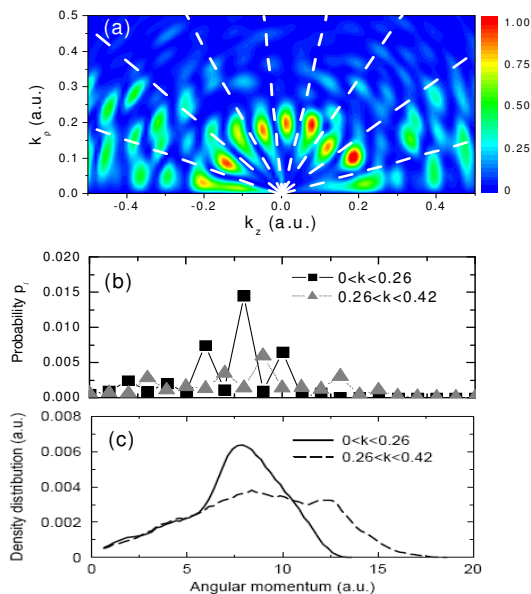 (a)
0.5
0.4
0.3
0.2
0.1
0.0
k_ρ (a.u.)
-0.4 -0.2 0.0 0.2 0.4
k_z (a.u.)
1.00
0.75
0.50
0.25
0
(b)
0.020
0.015
0.010
0.005
0.000
Probability p_l
0<k<0.26
0.26<k<0.42
(c)
0.008
0.006
0.004
0.002
0
Density distribution (a.u.)
0<k<0.26
0.26<k<0.42
0 5 10 15 20
Angular momentum (a.u.)